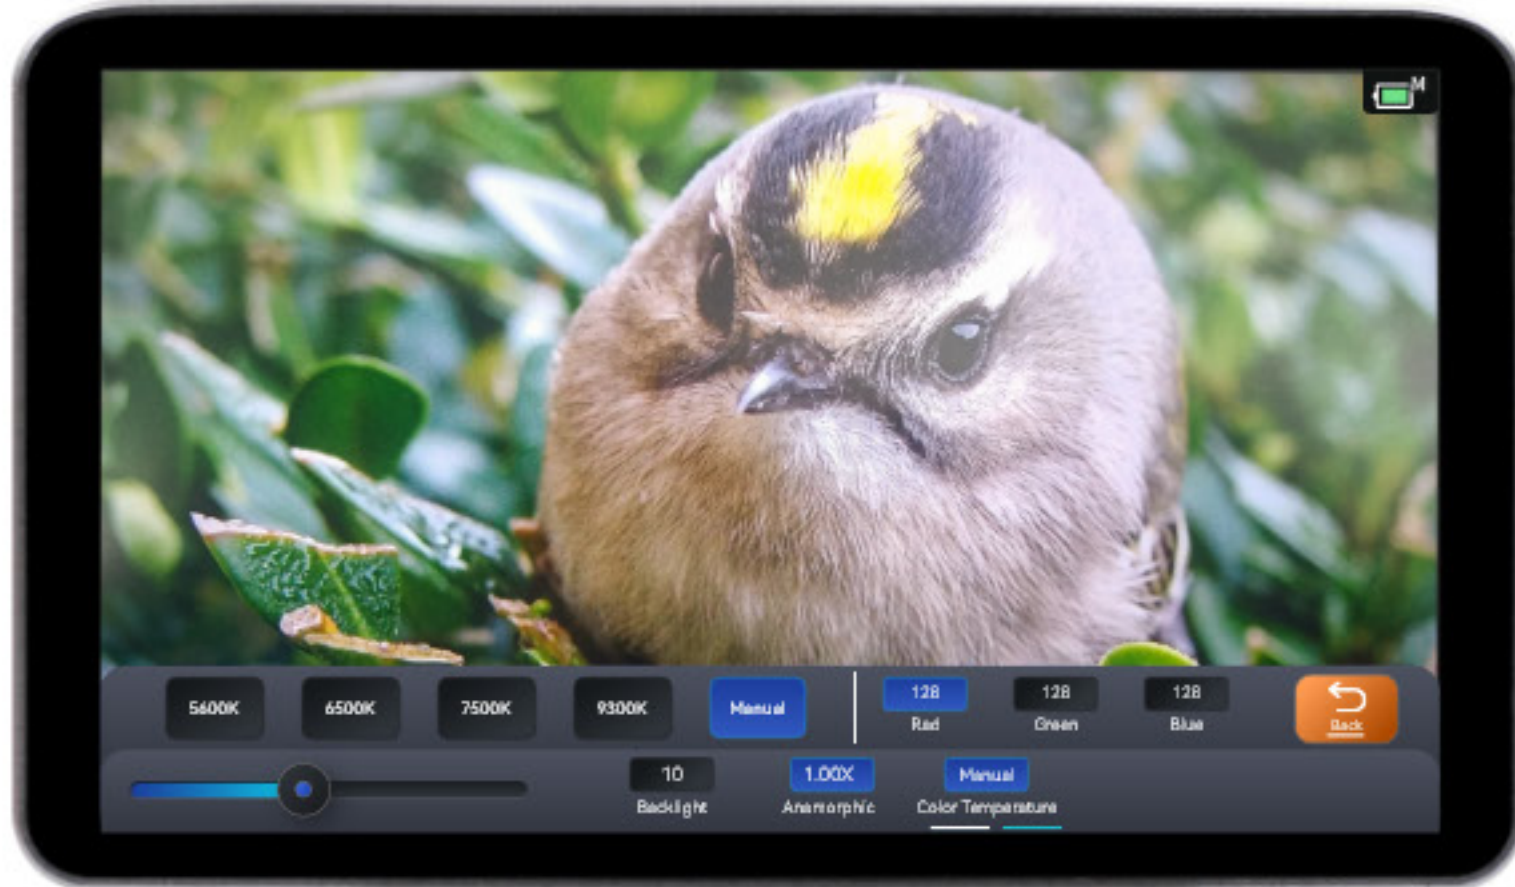 M
5600K
6500K
7500K
9300K
Manual
128
Red
128
Green
128
Blue
Back
10
Backlight
1.00X
Anamorphic
Manual
Color Temperature